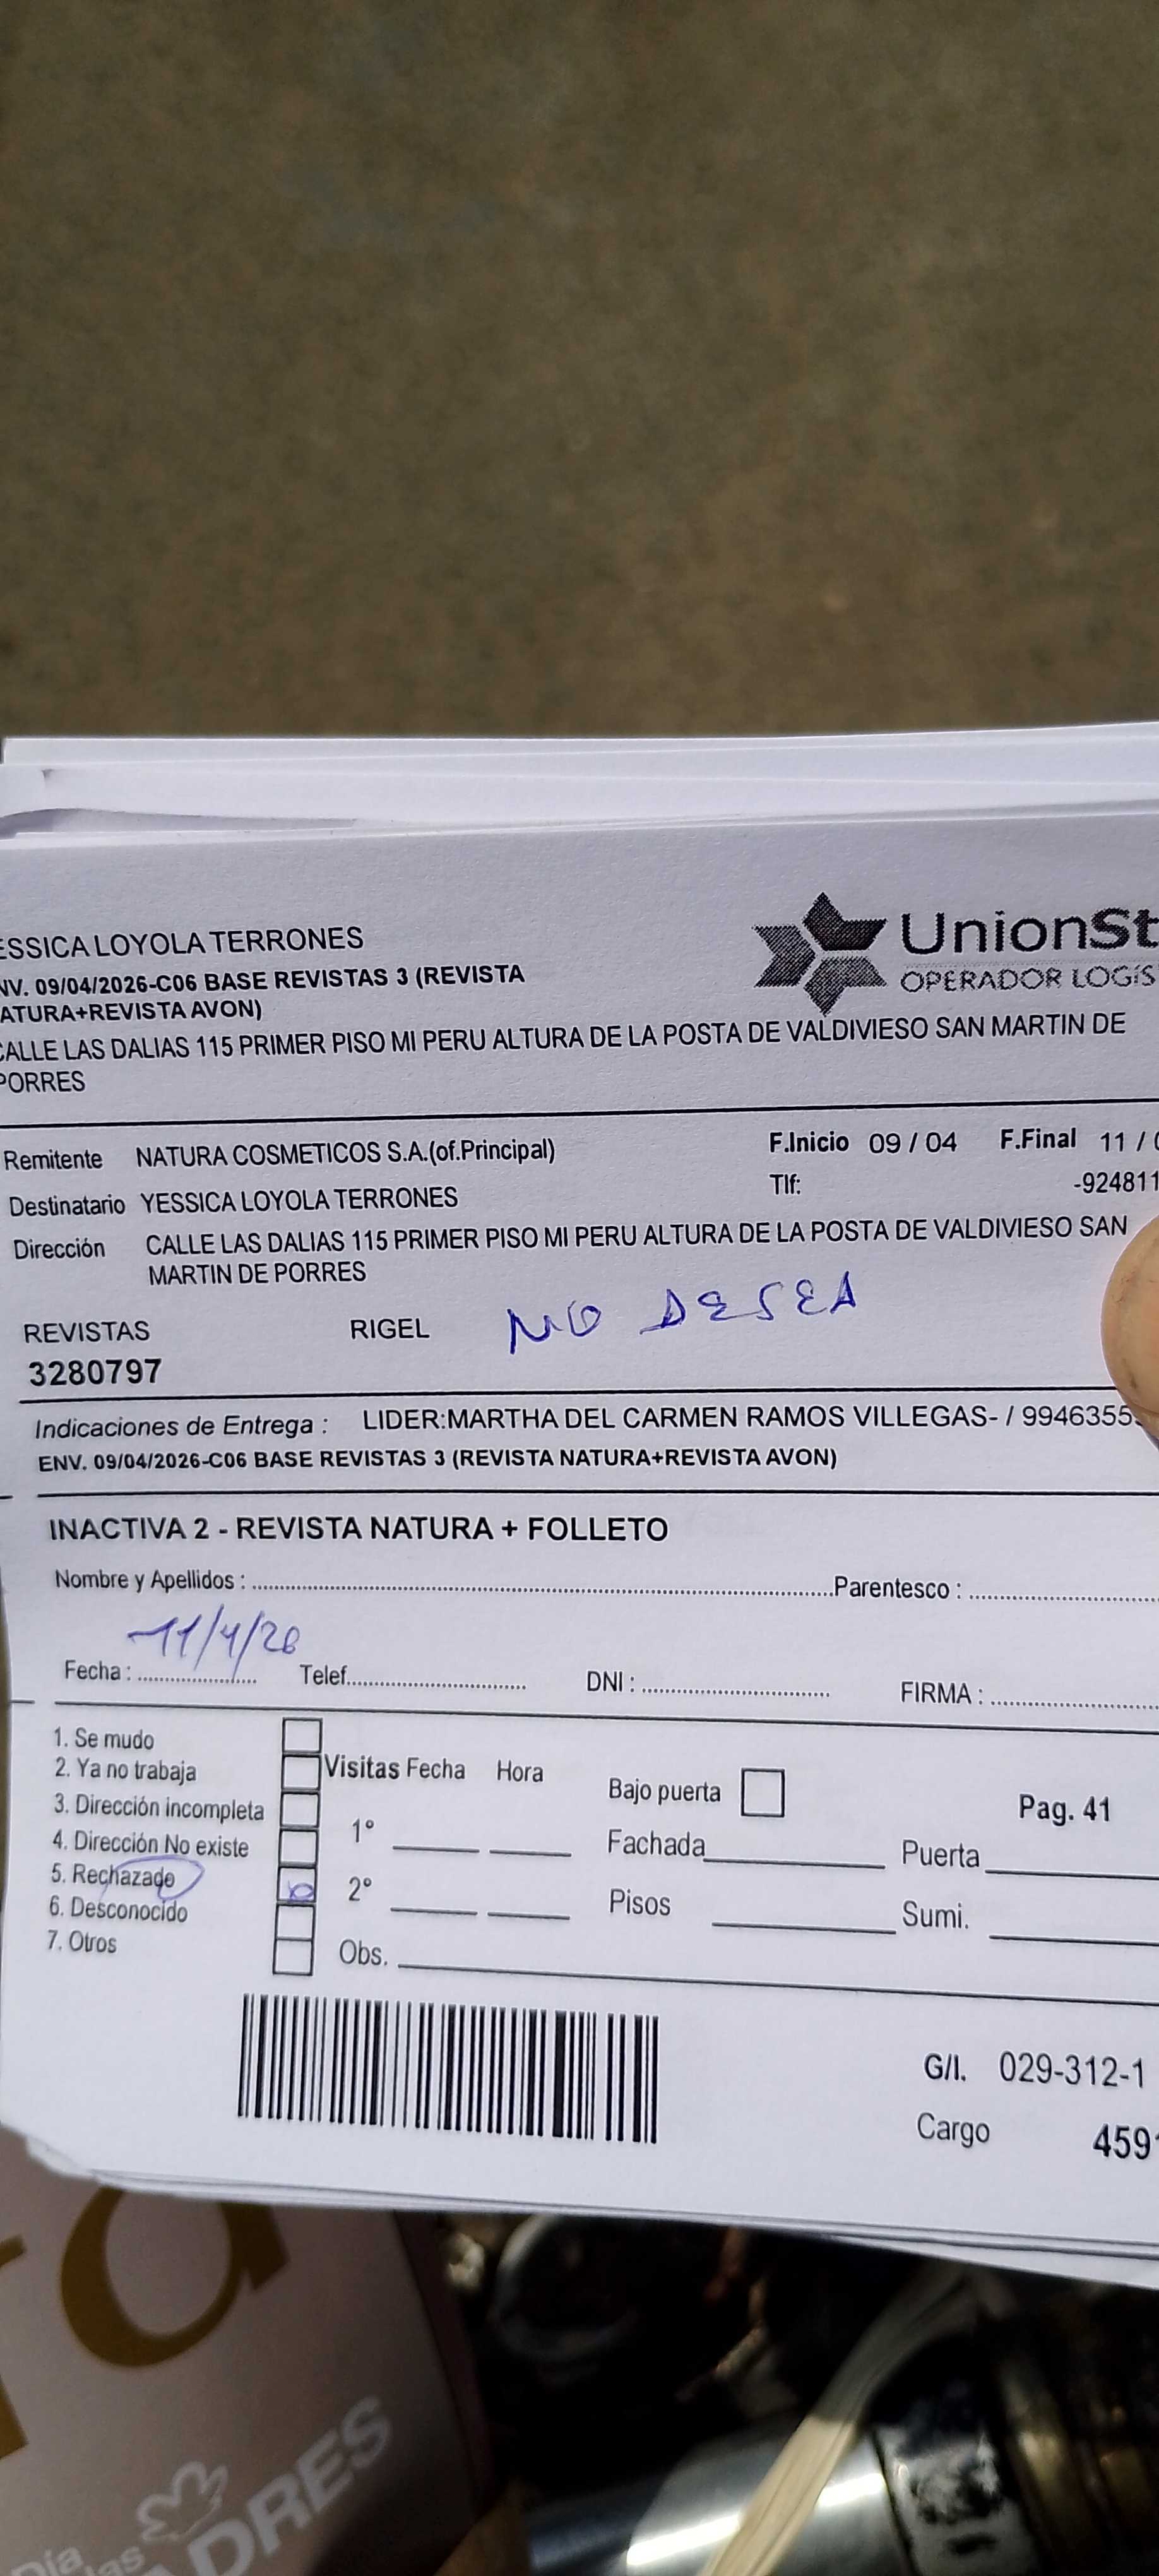 ESSICA LOYOLA TERRONES
NV. 09/04/2026-C06 BASE REVISTAS 3 (REVISTA
ATURA+REVISTA AVON)
CALLE LAS DALIAS 115 PRIMER PISO MI PERU ALTURA DE LA POSTA DE VALDIVIESO SAN MARTIN DE
PORRES
UnionSt
OPERADOR LOGÍS
Remitente NATURA COSMETICOS S.A.(of.Principal) F.Inicio 09 / 04 F.Final 11 / 0
Destinatario YESSICA LOYOLA TERRONES Tlf: -924811
Dirección CALLE LAS DALIAS 115 PRIMER PISO MI PERU ALTURA DE LA POSTA DE VALDIVIESO SAN
MARTIN DE PORRES
REVISTAS RIGEL NO DESEA
3280797
Indicaciones de Entrega : LIDER:MARTHA DEL CARMEN RAMOS VILLEGAS- / 99463555
ENV. 09/04/2026-C06 BASE REVISTAS 3 (REVISTA NATURA+REVISTA AVON)
INACTIVA 2 - REVISTA NATURA + FOLLETO
Nombre y Apellidos : Parentesco :
11/4/26
Fecha : Telef. DNI : FIRMA :
1. Se mudo
2. Ya no trabaja Visitas Fecha Hora Bajo puerta Pag. 41
3. Dirección incompleta
4. Dirección No existe 1° Fachada Puerta
5. Rechazado 2° Pisos Sumi.
6. Desconocido
7. Otros Obs.
G/I. 029-312-1
Cargo 459
Día
las
ADRES